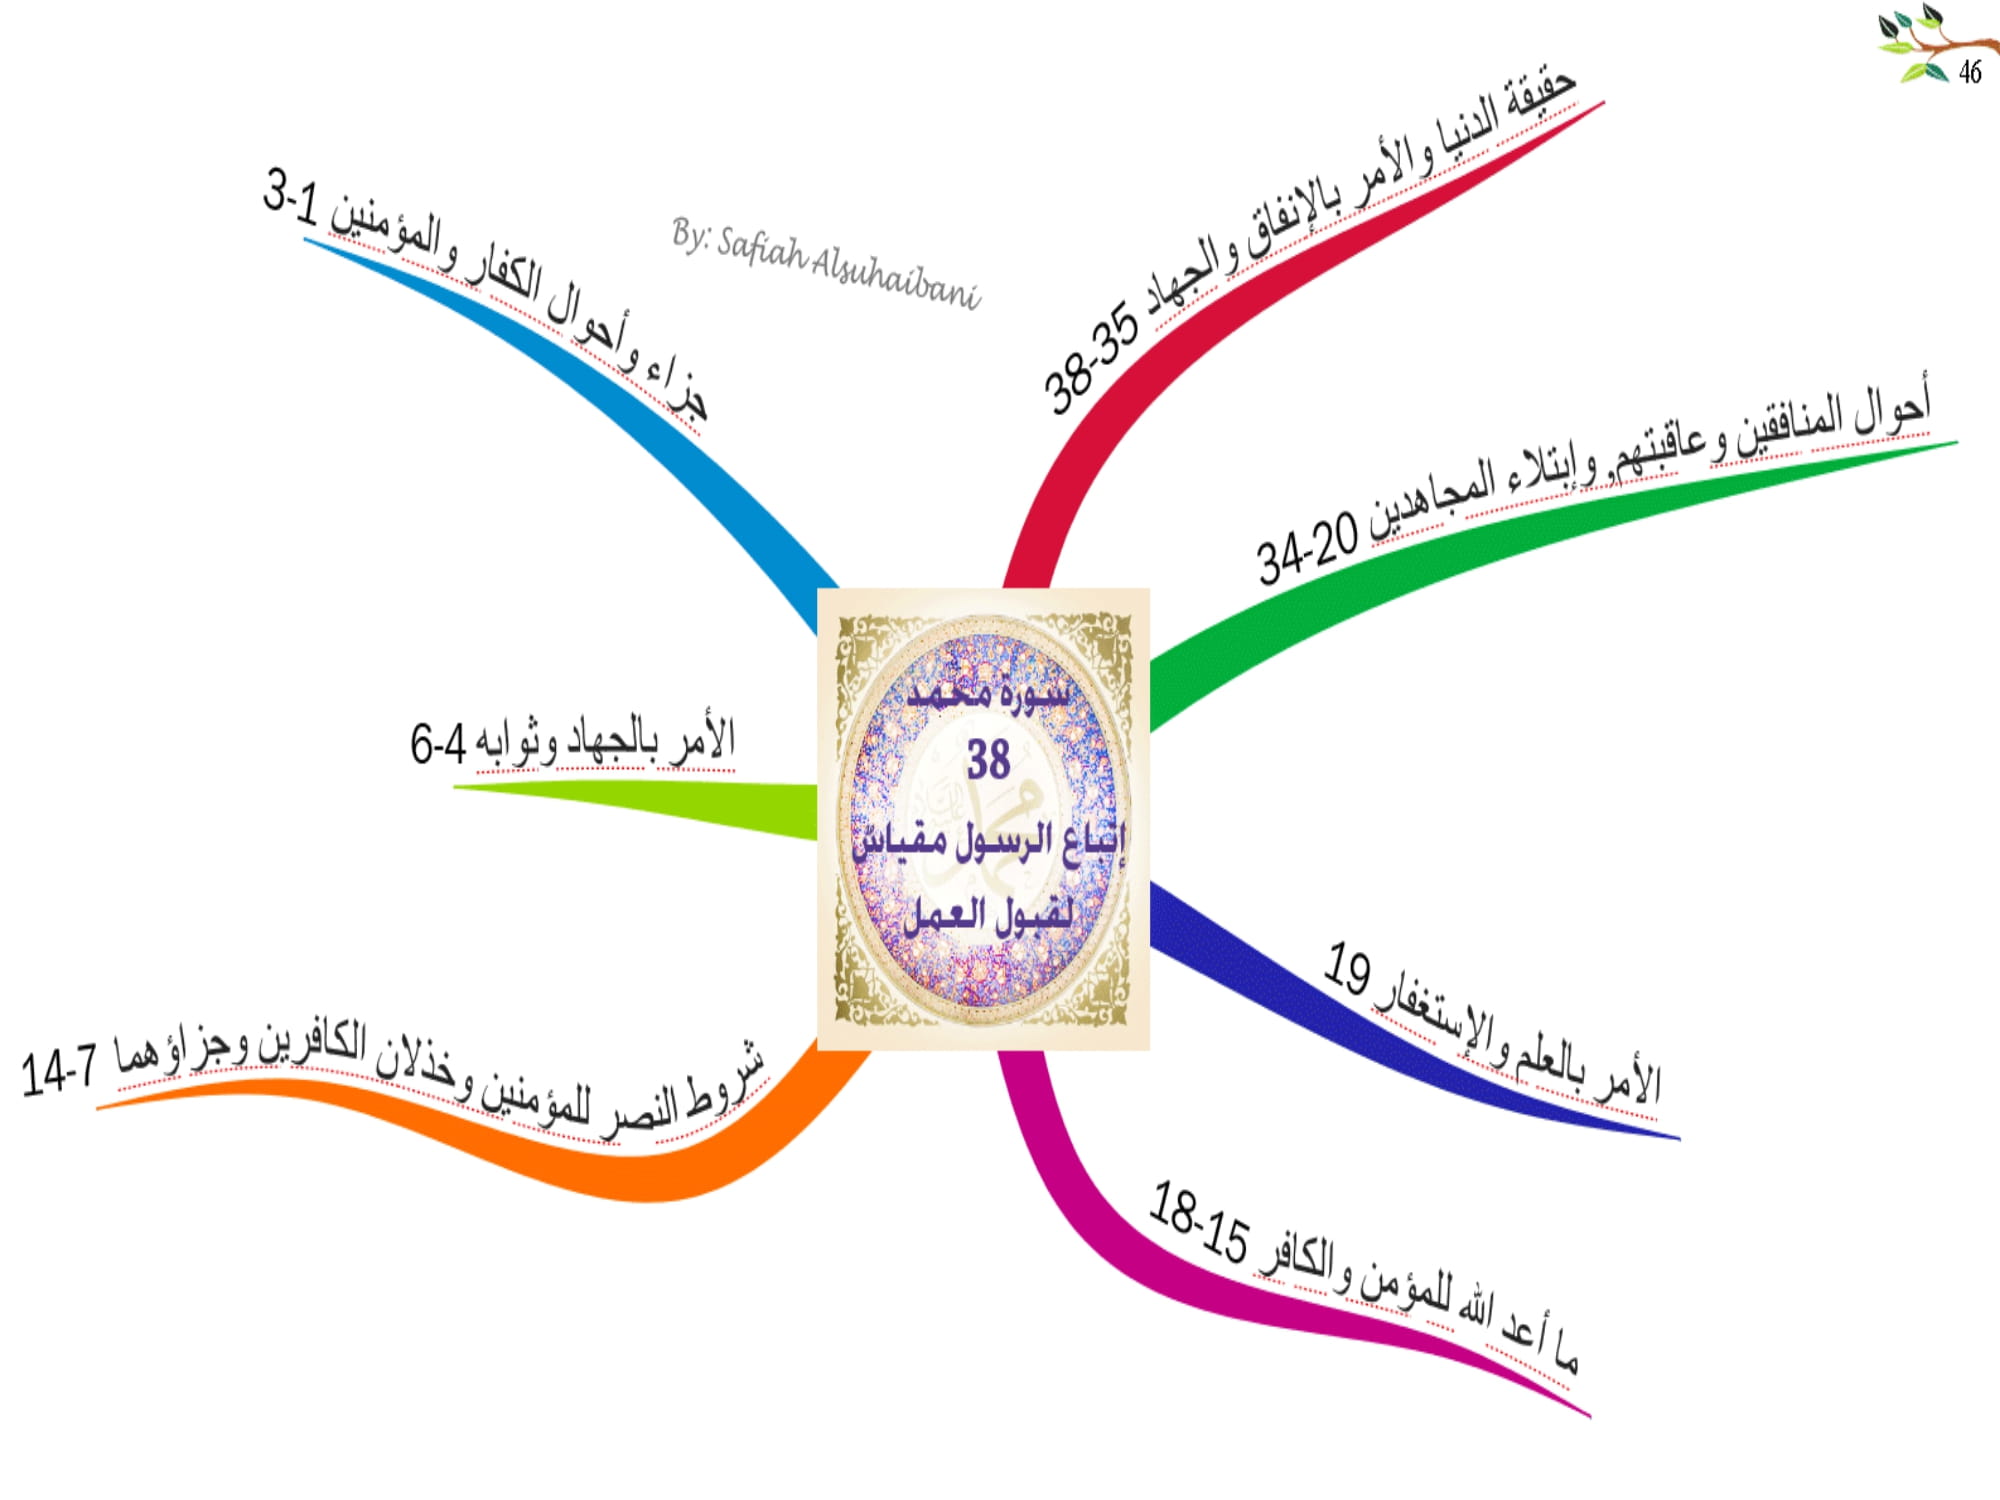 46
By: Safiah Alsuhaibani
سورة محمد
38
إتباع الرسول مقياس
لقبول العمل
حقيقة الدنيا والأمر بالإنفاق والجهاد 35-38
أحوال المنافقين وعاقبتهم, وإبتلاء المجاهدين 20-34
الأمر بالعلم والإستغفار 19
ما أعد الله للمؤمن والكافر 15-18
جزاء وأحوال الكفار والمؤمنين 1-3
الأمر بالجهاد وثوابه 4-6
شروط النصر للمؤمنين وخذلان الكافرين وجزاؤهما 7-14